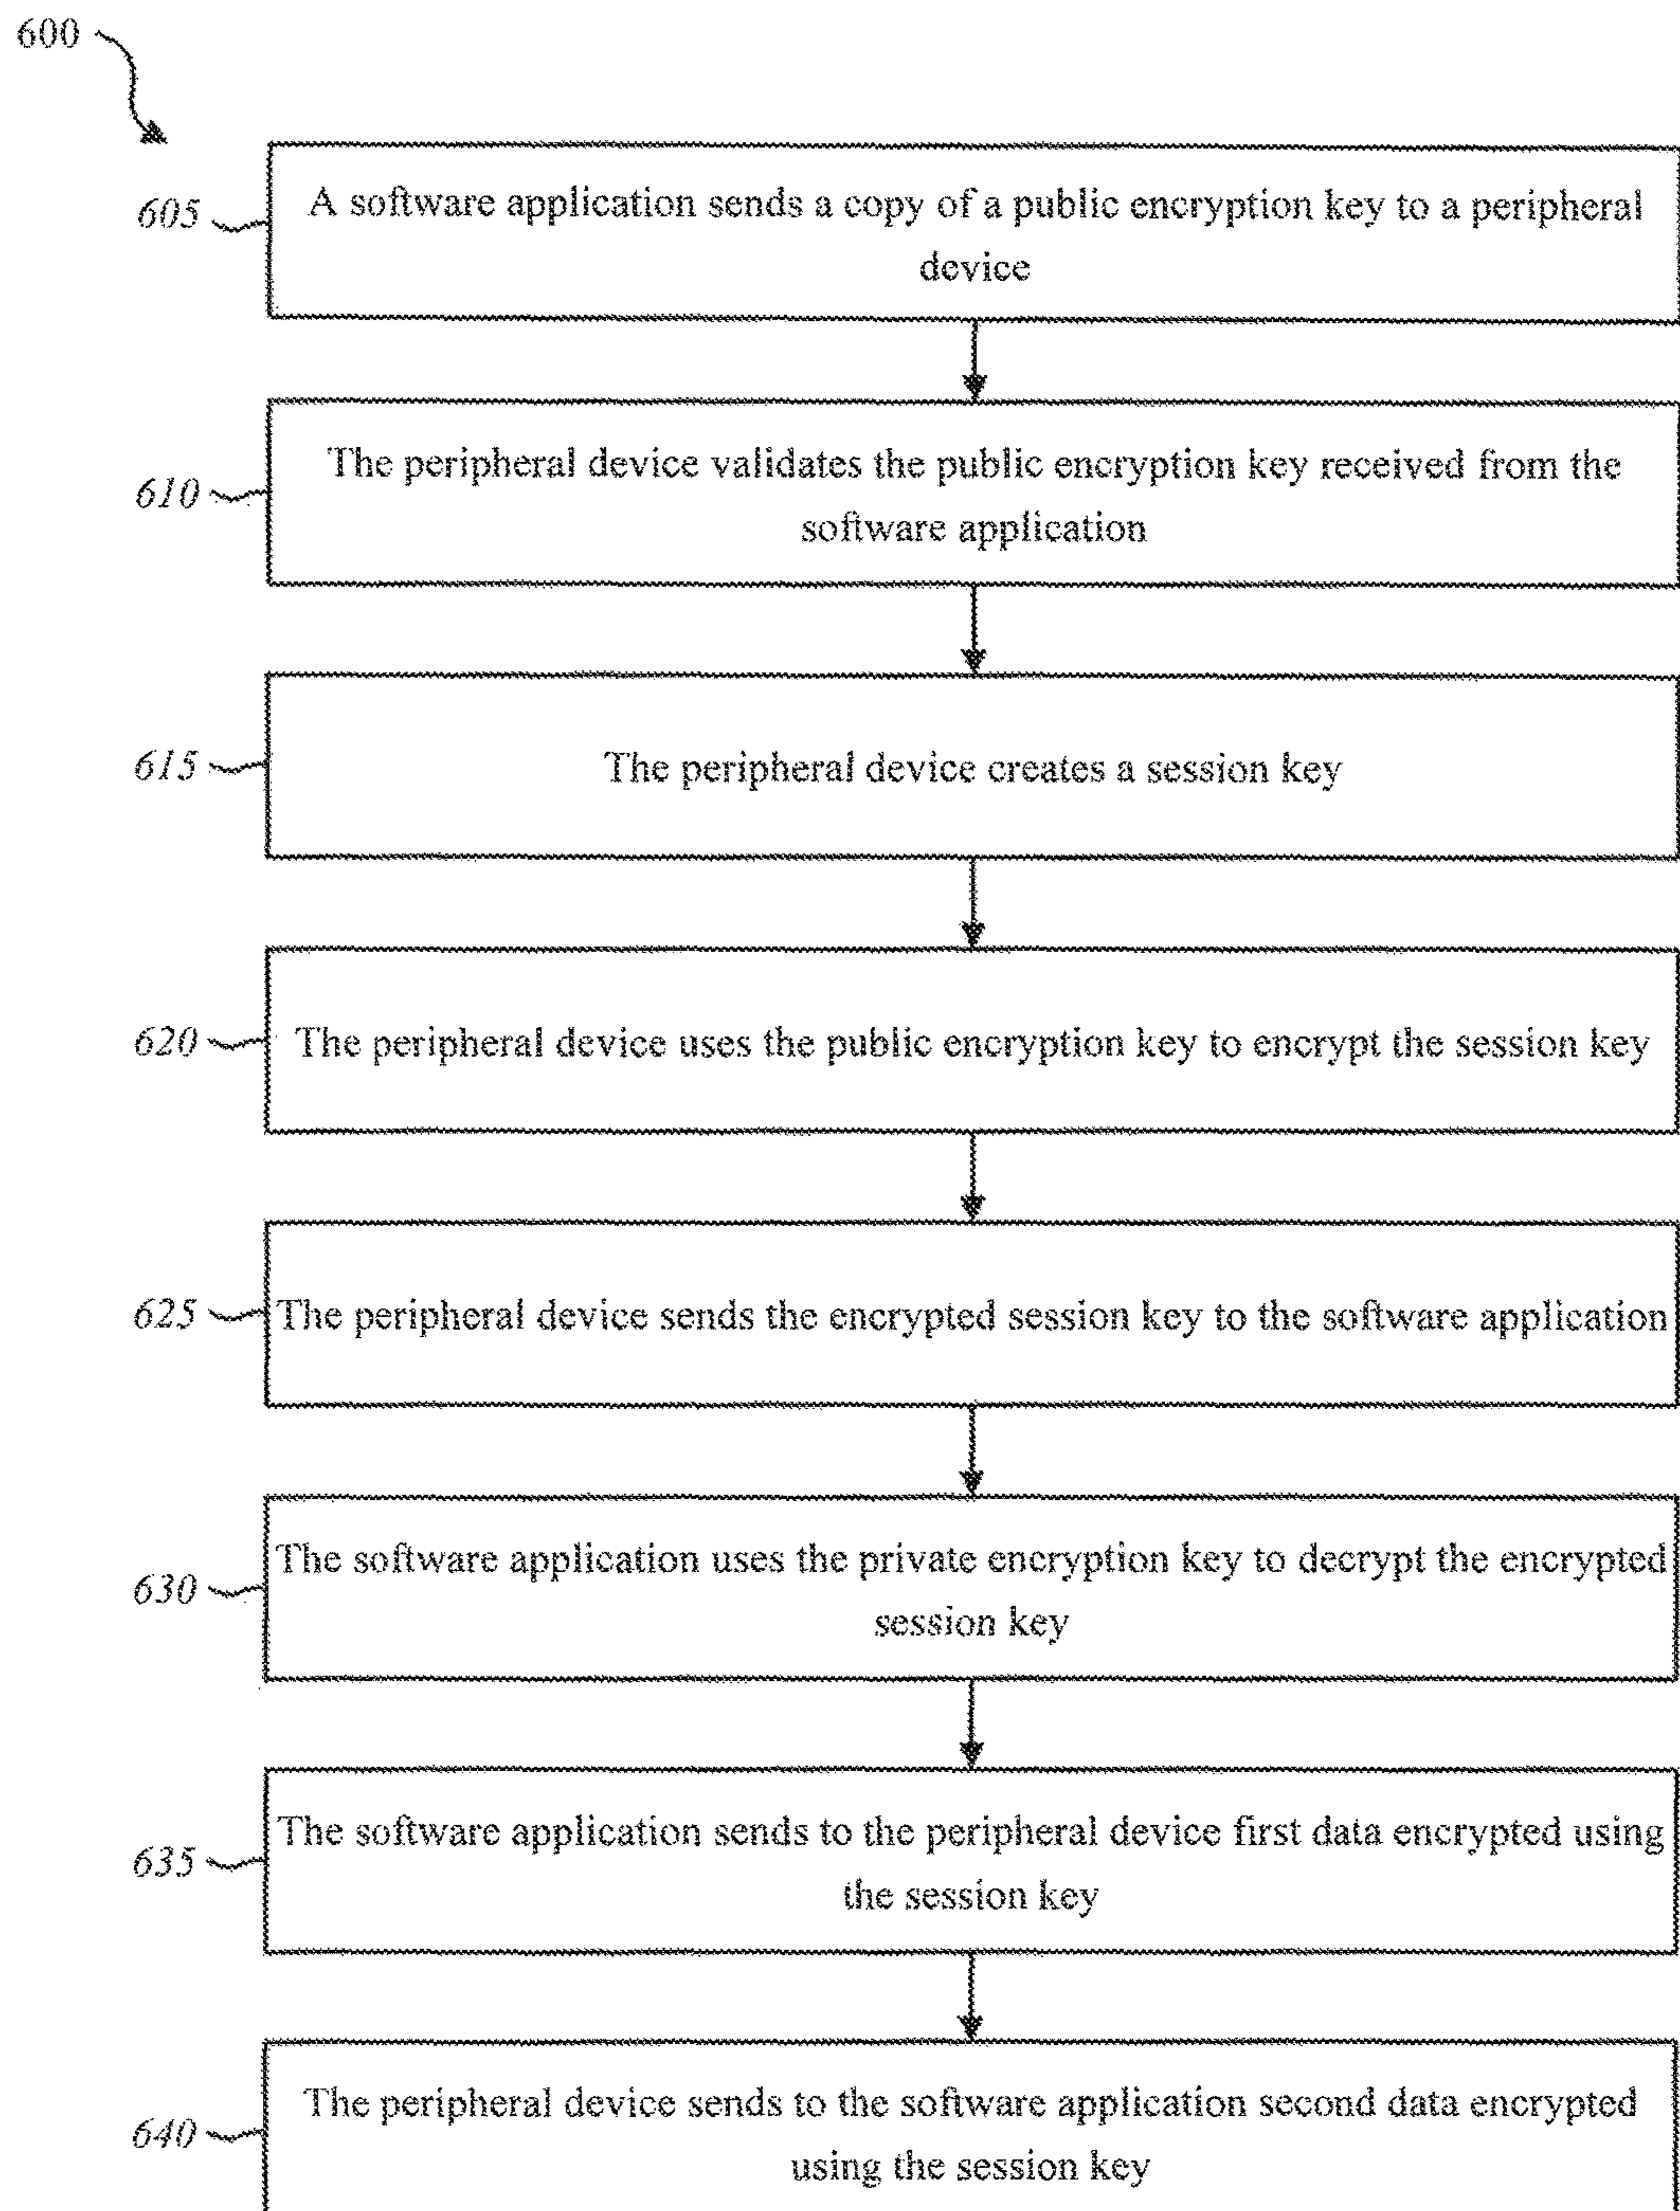 600
605
A software application sends a copy of a public encryption key to a peripheral
device
610
The peripheral device validates the public encryption key received from the
software application
615
The peripheral device creates a session key
620
The peripheral device uses the public encryption key to encrypt the session key
625
The peripheral device sends the encrypted session key to the software application
630
The software application uses the private encryption key to decrypt the encrypted
session key
635
The software application sends to the peripheral device first data encrypted using
the session key
640
The peripheral device sends to the software application second data encrypted
using the session key